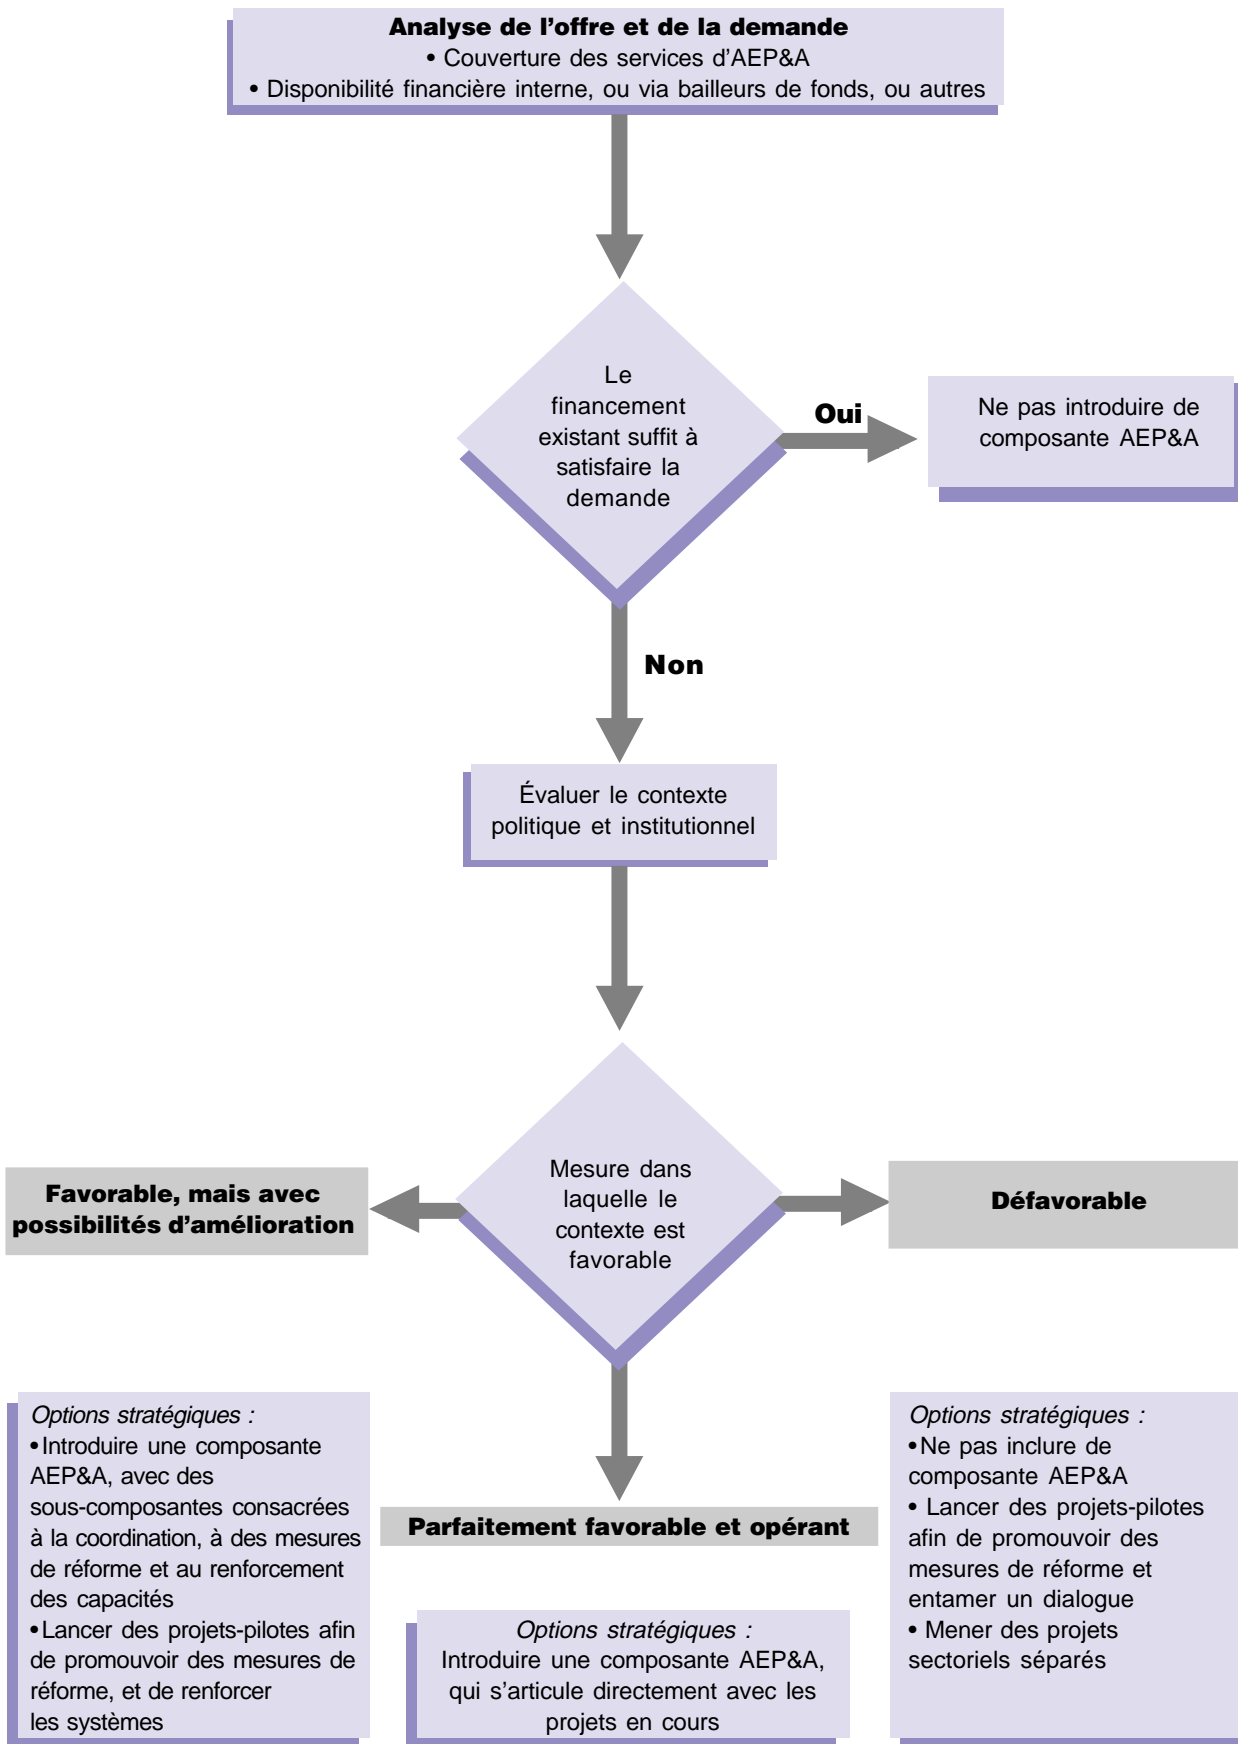 Analyse de l’offre et de la demande
• Couverture des services d’AEP&A
• Disponibilité financière interne, ou via bailleurs de fonds, ou autres
Le
financement
existant suffit à
satisfaire la
demande
Oui
Ne pas introduire de
composante AEP&A
Non
Évaluer le contexte
politique et institutionnel
Mesure dans
laquelle le
contexte est
favorable
Favorable, mais avec
possibilités d’amélioration
Défavorable
Options stratégiques :
•Introduire une composante
AEP&A, avec des
sous-composantes consacrées
à la coordination, à des mesures
de réforme et au renforcement
des capacités
•Lancer des projets-pilotes afin
de promouvoir des mesures de
réforme, et de renforcer
les systèmes
Parfaitement favorable et opérant
Options stratégiques :
Introduire une composante AEP&A,
qui s’articule directement avec les
projets en cours
Options stratégiques :
•Ne pas inclure de
composante AEP&A
• Lancer des projets-pilotes
afin de promouvoir des
mesures de réforme et
entamer un dialogue
• Mener des projets
sectoriels séparés